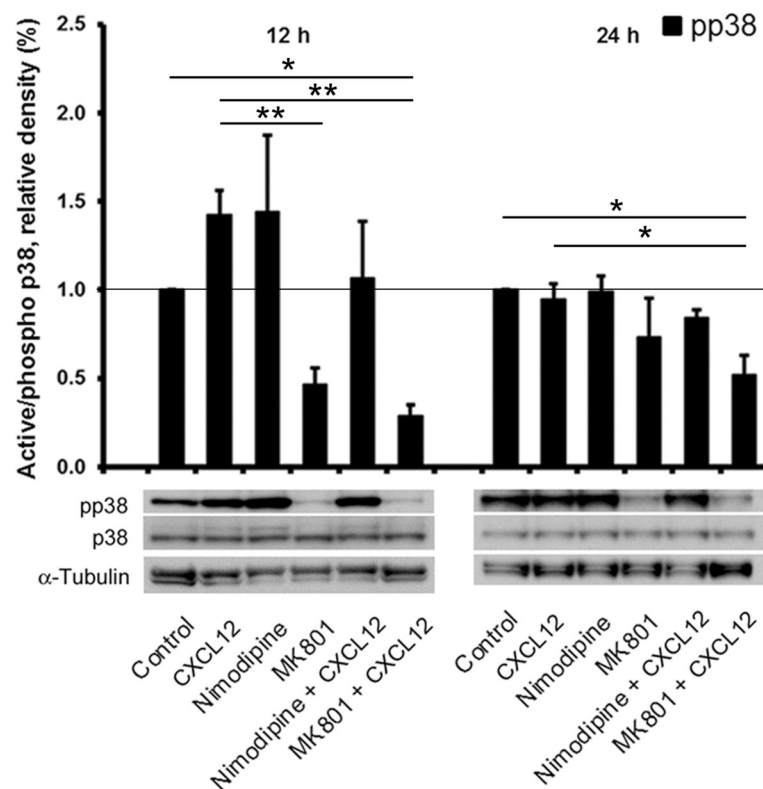 Active/phospho p38, relative density (%)
2.5
2.0
1.5
1.0
0.5
0.0
12 h
24 h
pp38
*
**
**
*
*
pp38
p38
α-Tubulin
Control
CXCL12
Nimodipine
MK801
Nimodipine + CXCL12
MK801 + CXCL12
Control
CXCL12
Nimodipine
MK801
Nimodipine + CXCL12
MK801 + CXCL12